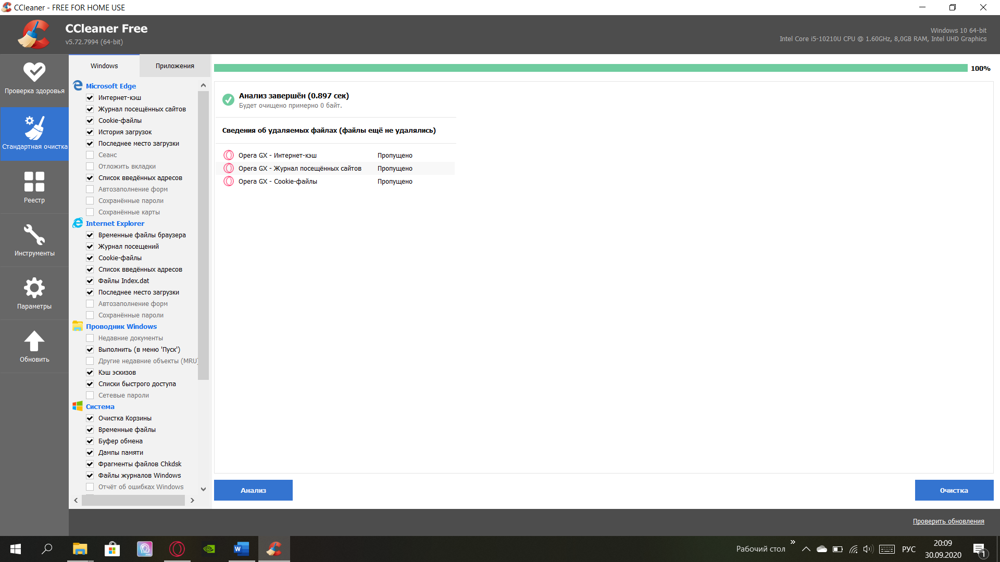 CCleaner - FREE FOR HOME USE
CCleaner Free
v5.72.7994 (64-bit)
Windows 10 64-bit
Intel Core i5-10210U CPU @ 1.60GHz, 8,0GB RAM, Intel UHD Graphics
Проверка здоровья
Стандартная очистка
Реестр
Инструменты
Параметры
Обновить
Windows
Приложения
Microsoft Edge
Интернет-кэш
Журнал посещённых сайтов
Cookie-файлы
История загрузок
Последнее место загрузки
Сеанс
Отложить вкладки
Список введённых адресов
Автозаполнение форм
Сохранённые пароли
Сохранённые карты
Internet Explorer
Временные файлы браузера
Журнал посещений
Cookie-файлы
Список введённых адресов
Файлы Index.dat
Последнее место загрузки
Автозаполнение форм
Сохранённые пароли
Проводник Windows
Недавние документы
Выполнить (в меню 'Пуск')
Другие недавние объекты (MRU)
Кэш эскизов
Списки быстрого доступа
Сетевые пароли
Система
Очистка Корзины
Временные файлы
Буфер обмена
Дампы памяти
Фрагменты файлов Chkdsk
Файлы журналов Windows
Отчёт об ошибках Windows
100%
Анализ завершён (0.897 сек)
Будет очищено примерно 0 байт.
Сведения об удаляемых файлах (файлы ещё не удалялись)
Opera GX - Интернет-кэш Пропущено
Opera GX - Журнал посещённых сайтов Пропущено
Opera GX - Cookie-файлы Пропущено
Анализ
Очистка
Проверить обновления
Рабочий стол
РУС
20:09
30.09.2020
1